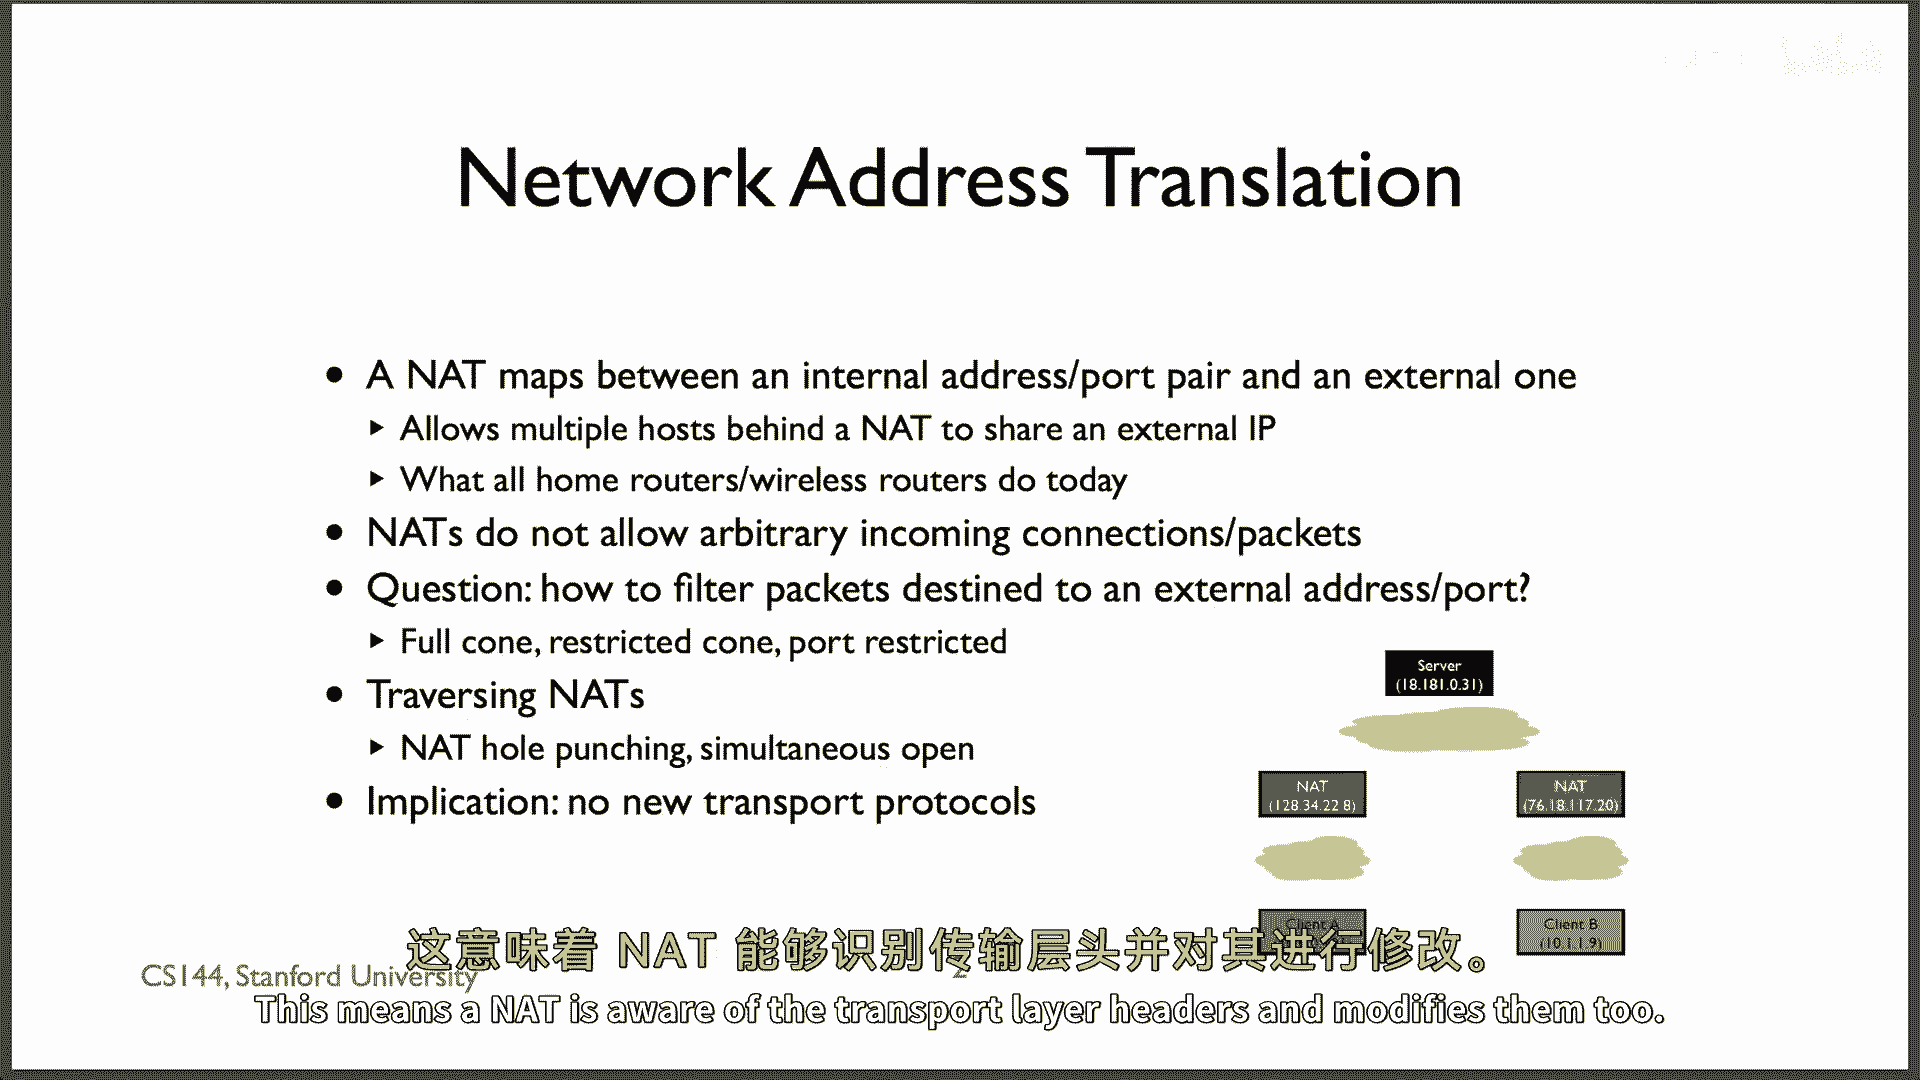 Network Address Translation
• A NAT maps between an internal address/port pair and an external one
▸ Allows multiple hosts behind a NAT to share an external IP
▸ What all home routers/wireless routers do today
• NATs do not allow arbitrary incoming connections/packets
• Question: how to filter packets destined to an external address/port?
▸ Full cone, restricted cone, port restricted
• Traversing NATs
▸ NAT hole punching, simultaneous open
• Implication: no new transport protocols
Server
(18.181.0.31)
NAT
(128.34.22.8)
NAT
(76.18.117.20)
Client A
Client B
(10.1.1.9)
这意味着 NAT 能够识别传输层头并对其进行修改。
CS144, Stanford University
2
This means a NAT is aware of the transport layer headers and modifies them too.